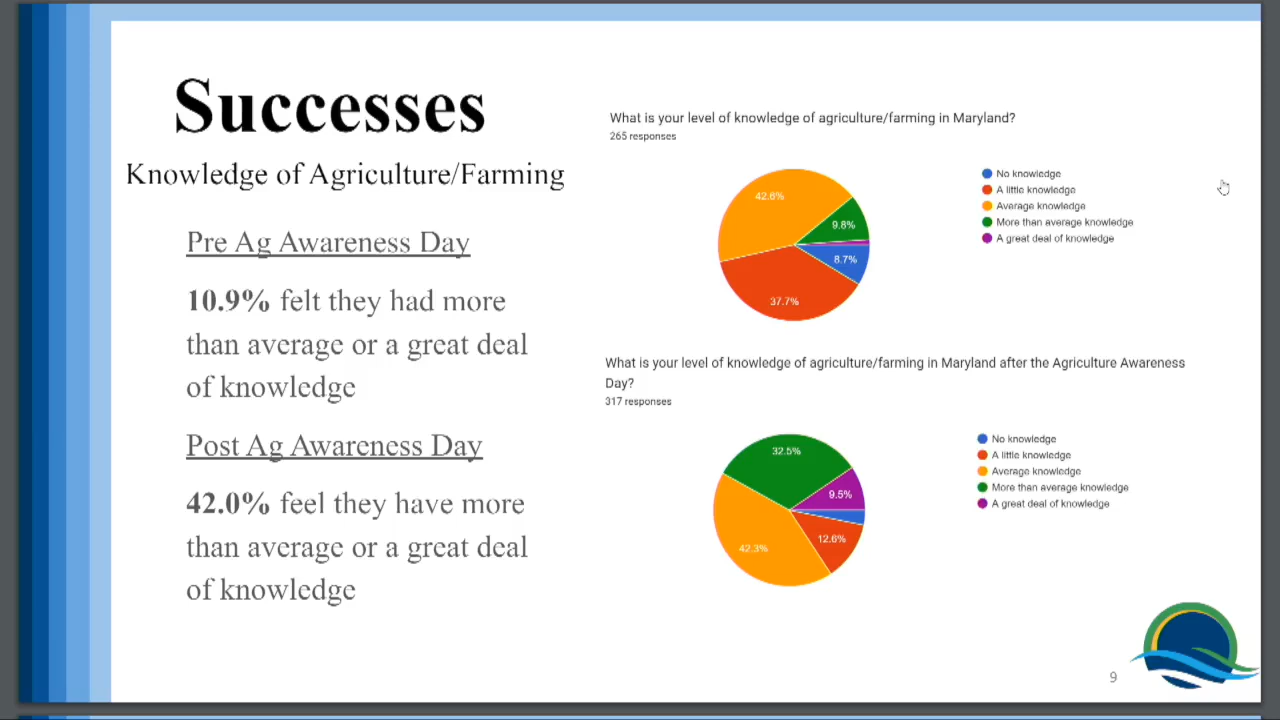 Successes
Knowledge of Agriculture/Farming
Pre Ag Awareness Day
10.9% felt they had more
than average or a great deal
of knowledge
Post Ag Awareness Day
42.0% feel they have more
than average or a great deal
of knowledge
What is your level of knowledge of agriculture/farming in Maryland?
265 responses
42.6%
9.8%
8.7%
37.7%
No knowledge
A little knowledge
Average knowledge
More than average knowledge
A great deal of knowledge
What is your level of knowledge of agriculture/farming in Maryland after the Agriculture Awareness
Day?
317 responses
32.5%
9.5%
12.6%
42.3%
No knowledge
A little knowledge
Average knowledge
More than average knowledge
A great deal of knowledge
9